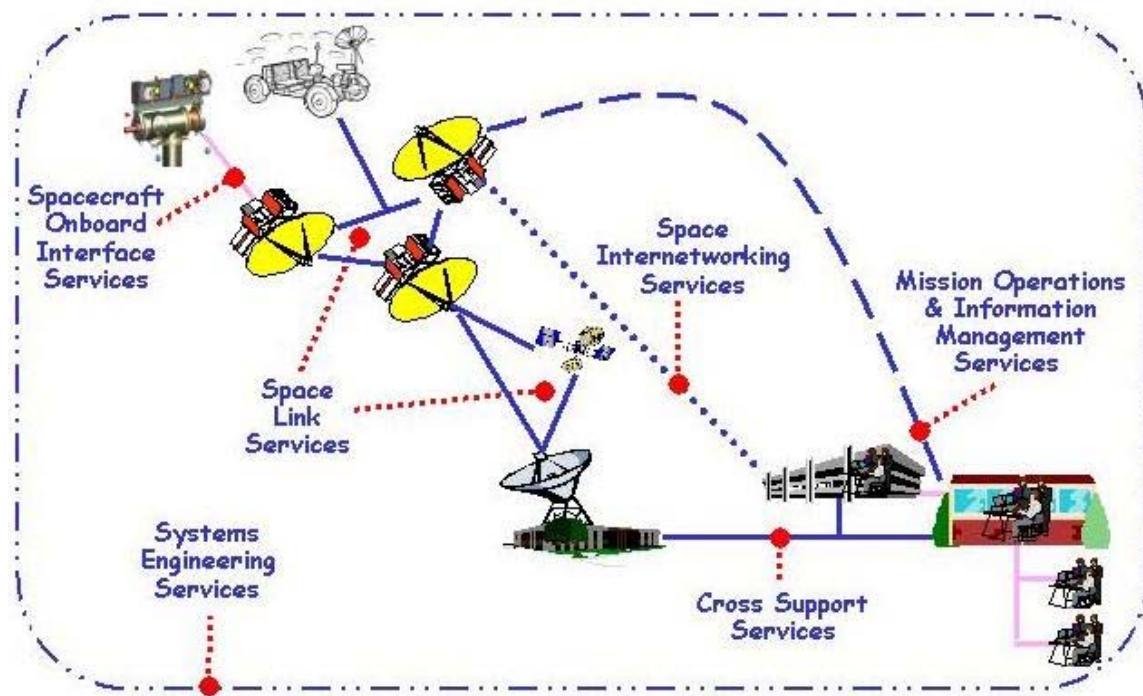 Spacecraft
Onboard
Interface
Services
Space
Internetworking
Services
Mission Operations
& Information
Management
Services
Space
Link
Services
Systems
Engineering
Services
Cross Support
Services